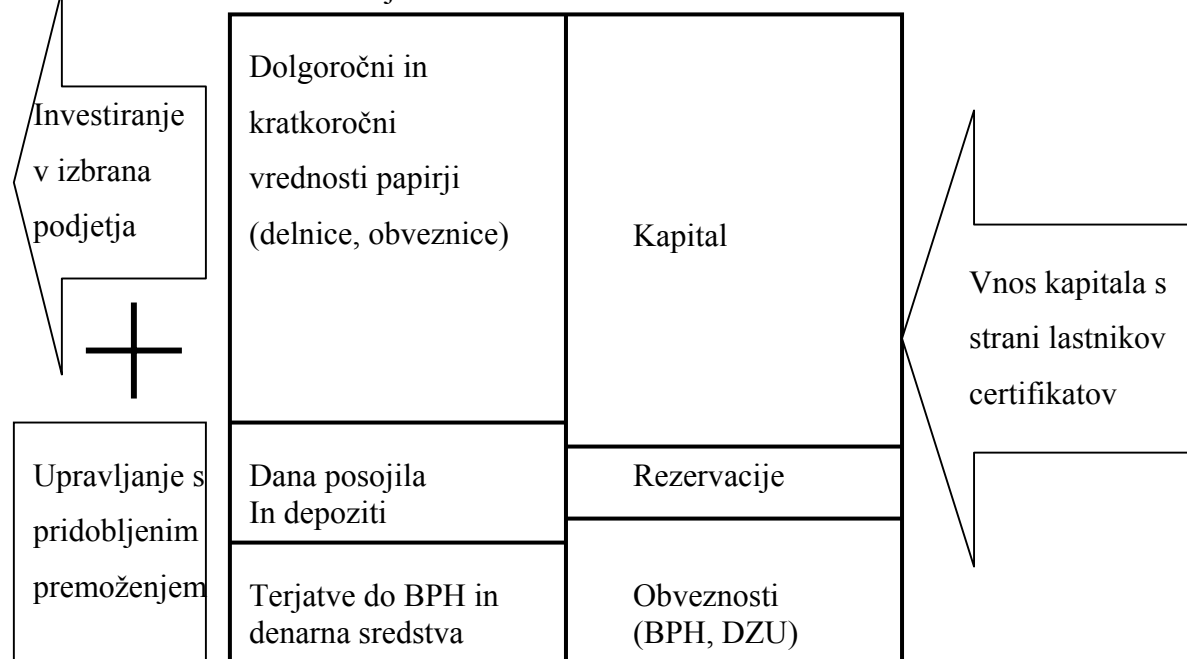 Investiranje
v izbrana
podjetja
Dolgoročni in
kratkoročni
vrednosti papirji
(delnice, obveznice)
Kapital
Vnos kapitala s
strani lastnikov
certifikatov
Upravljanje s
pridobljenim
premoženjem
Dana posojila
In depoziti
Rezervacije
Terjatve do BPH in
denarna sredstva
Obveznosti
(BPH, DZU)